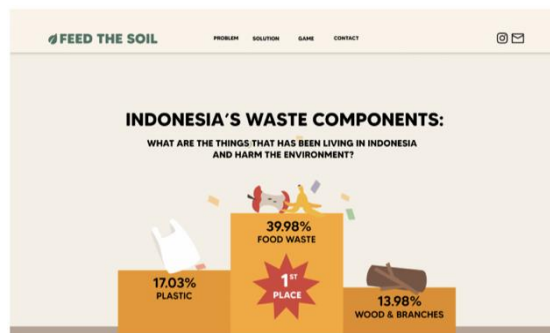 FEED THE SOIL
PROBLEM SOLUTION GAME CONTACT
INDONESIA'S WASTE COMPONENTS:
WHAT ARE THE THINGS THAT HAS BEEN LIVING IN INDONESIA
AND HARM THE ENVIRONMENT?
39.98%
FOOD WASTE
1ST
PLACE
17.03%
PLASTIC
13.98%
WOOD & BRANCHES